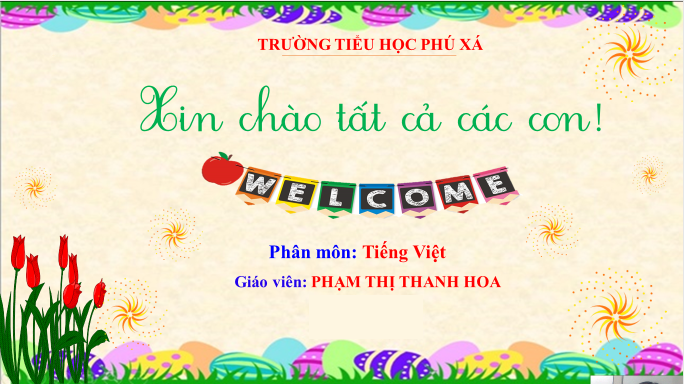 TRƯỜNG TIỂU HỌC PHÚ XÁ
Xin chào tất cả các con!
WELCOME
Phân môn: Tiếng Việt
Giáo viên: PHẠM THỊ THANH HOA